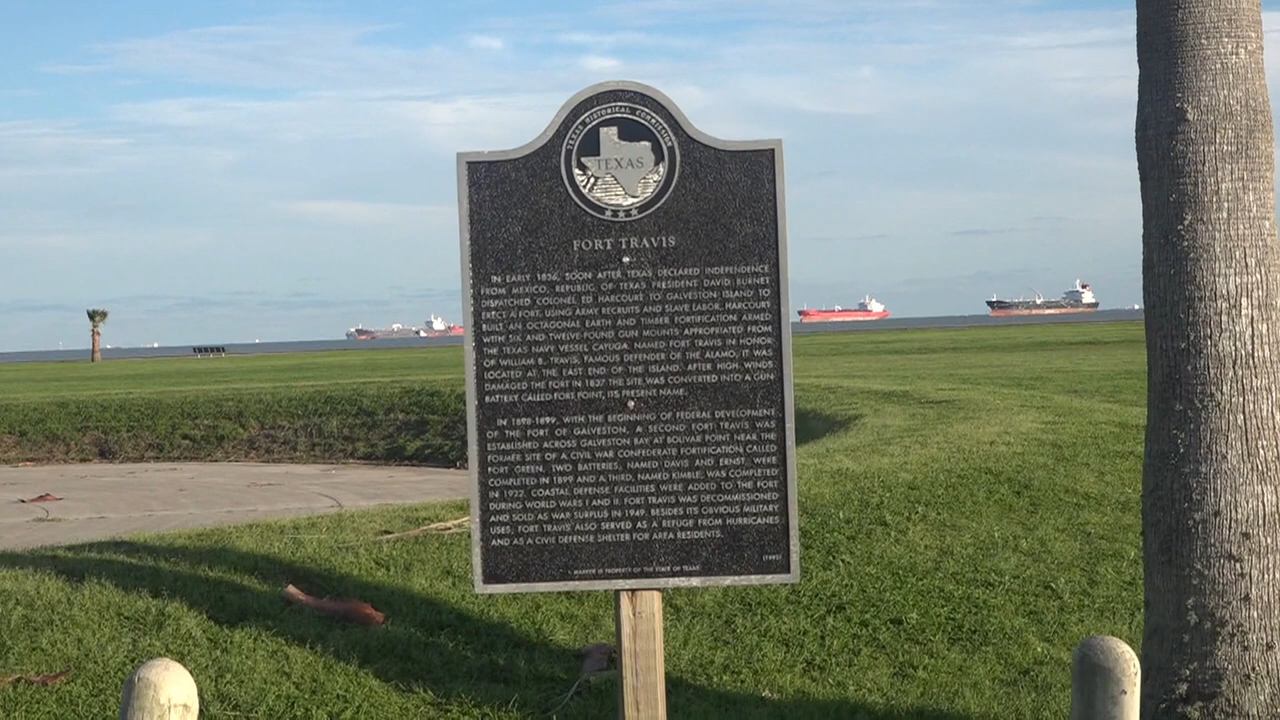 TEXAS HISTORICAL COMMISSION
TEXAS
FORT TRAVIS
IN EARLY 1836, SOON AFTER TEXAS DECLARED INDEPENDENCE
FROM MEXICO, REPUBLIC OF TEXAS PRESIDENT DAVID BURNET
DISPATCHED COLONEL ED HARCOURT TO GALVESTON ISLAND TO
ERECT A FORT. USING ARMY RECRUITS AND SLAVE LABOR, HARCOURT
BUILT AN OCTAGONAL EARTH AND TIMBER FORTIFICATION ARMED
WITH SIX AND TWELVE-POUND GUN MOUNTS APPROPRIATED FROM
THE TEXAS NAVY VESSEL CAYUGA. NAMED FORT TRAVIS IN HONOR
OF WILLIAM B. TRAVIS, FAMOUS DEFENDER OF THE ALAMO, IT WAS
LOCATED AT THE EAST END OF THE ISLAND. AFTER HIGH WINDS
DAMAGED THE FORT IN 1837 THE SITE WAS CONVERTED INTO A GUN-
BATTERY CALLED FORT POINT, ITS PRESENT NAME.
IN 1898-1899, WITH THE BEGINNING OF FEDERAL DEVELOPMENT
OF THE PORT OF GALVESTON, A SECOND FORT TRAVIS WAS
ESTABLISHED ACROSS GALVESTON BAY AT BOLIVAR POINT NEAR THE
FORMER SITE OF A CIVIL WAR CONFEDERATE FORTIFICATION CALLED
FORT GREEN. TWO BATTERIES, NAMED DAVIS AND ERNST, WERE
COMPLETED IN 1899 AND A THIRD, NAMED KIMBLE, WAS COMPLETED
IN 1922. COASTAL DEFENSE FACILITIES WERE ADDED TO THE FORT
DURING WORLD WARS I AND II. FORT TRAVIS WAS DECOMMISSIONED
AND SOLD AS WAR SURPLUS IN 1949. BESIDES ITS OBVIOUS MILITARY
USES, FORT TRAVIS ALSO SERVED AS A REFUGE FROM HURRICANES
AND AS A CIVIL DEFENSE SHELTER FOR AREA RESIDENTS.
MARKER IS PROPERTY OF THE STATE OF TEXAS